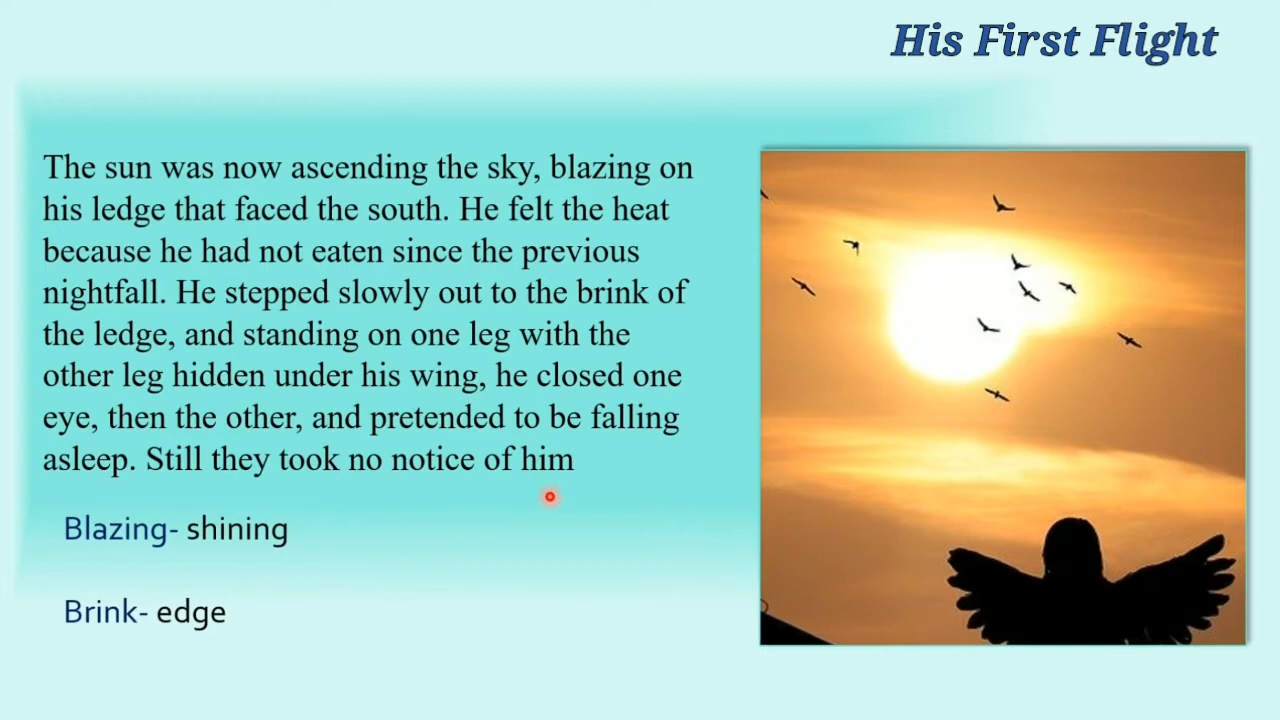 His First Flight
The sun was now ascending the sky, blazing on
his ledge that faced the south. He felt the heat
because he had not eaten since the previous
nightfall. He stepped slowly out to the brink of
the ledge, and standing on one leg with the
other leg hidden under his wing, he closed one
eye, then the other, and pretended to be falling
asleep. Still they took no notice of him
Blazing- shining
Brink- edge